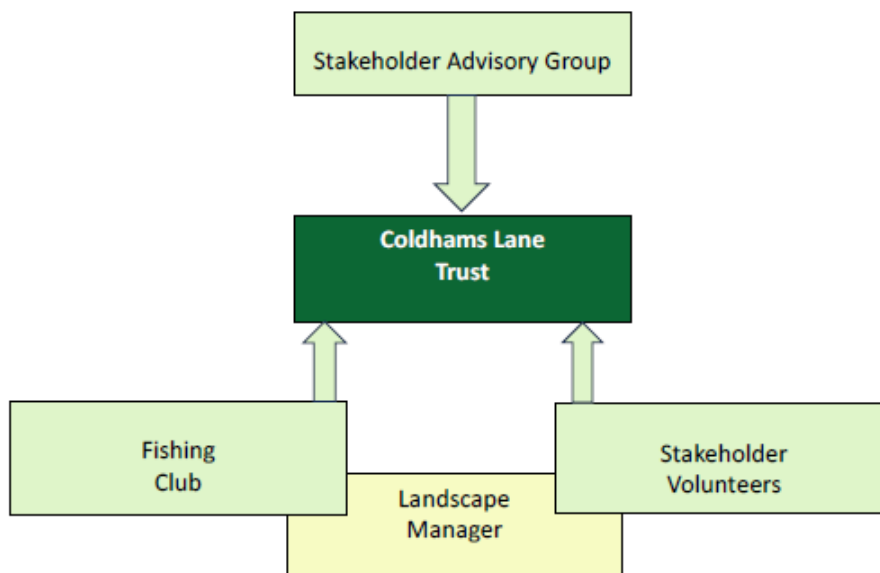 Stakeholder Advisory Group
Coldhams Lane
Trust
Fishing
Club
Stakeholder
Volunteers
Landscape
Manager